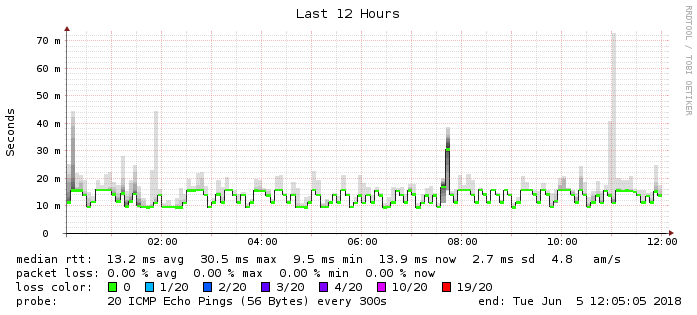 Last 12 Hours
RRDTOOL / TOBI OETIKER
Seconds
70 m
60 m
50 m
40 m
30 m
20 m
10 m
0
02:00 04:00 06:00 08:00 10:00 12:00
median rtt: 13.2 ms avg 30.5 ms max 9.5 ms min 13.9 ms now 2.7 ms sd 4.8 am/s
packet loss: 0.00 % avg 0.00 % max 0.00 % min 0.00 % now
loss color: 0 1/20 2/20 3/20 4/20 10/20 19/20
probe: 20 ICMP Echo Pings (56 Bytes) every 300s end: Tue Jun 5 12:05:05 2018